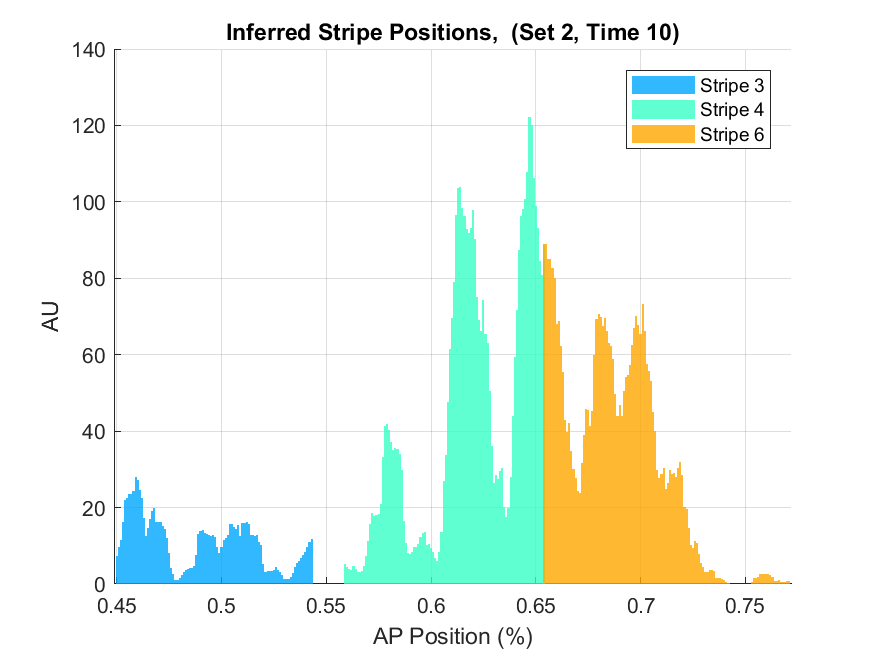 Inferred Stripe Positions,  (Set 2, Time 10)
140
120
100
80
60
40
20
0
AU
Stripe 3
Stripe 4
Stripe 6
0.45 0.5 0.55 0.6 0.65 0.7 0.75
AP Position (%)